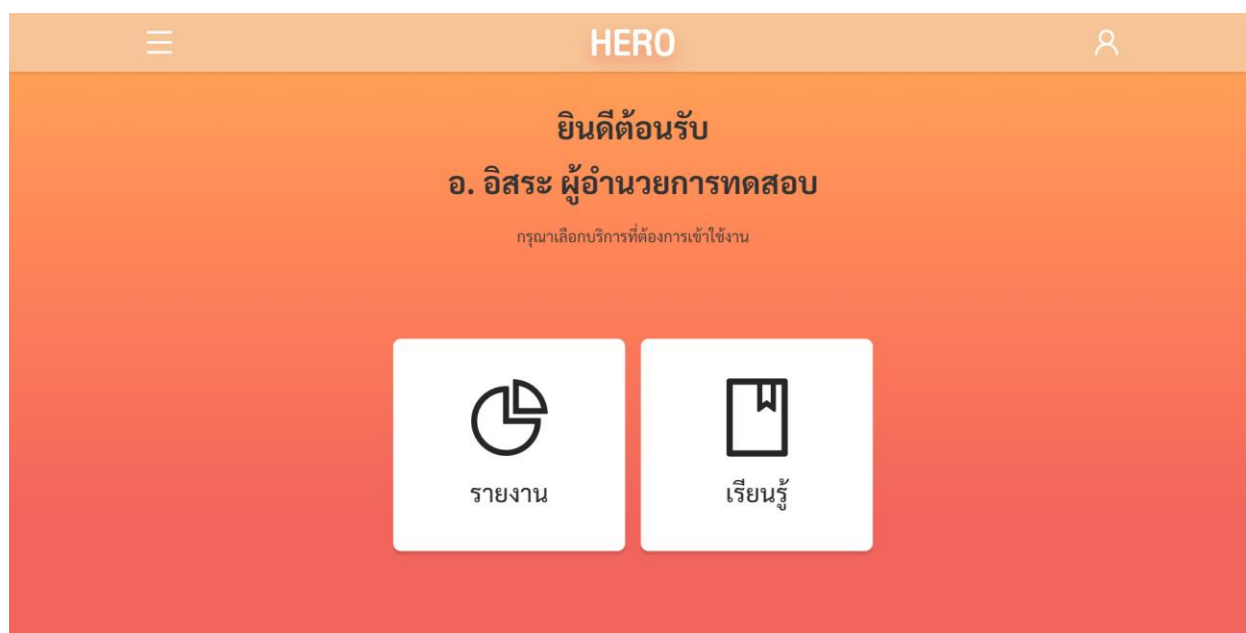 HERO
ยินดีต้อนรับ
อ. อิสระ ผู้อำนวยการทดสอบ
กรุณาเลือกบริการที่ต้องการเข้าใช้งาน
รายงาน
เรียนรู้